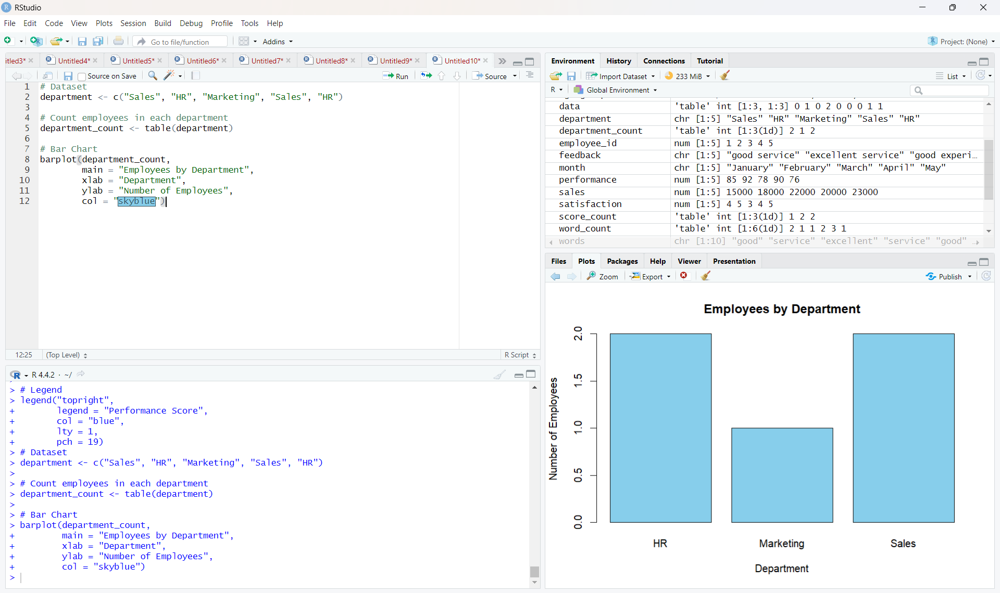 RStudio
File Edit Code View Plots Session Build Debug Profile Tools Help
Go to file/function Addins Project: (None)
itled3* Untitled4* Untitled5* Untitled6* Untitled7* Untitled8* Untitled9* Untitled10*
Source on Save Run Source
1 # Dataset
2 department <- c("Sales", "HR", "Marketing", "Sales", "HR")
3
4 # Count employees in each department
5 department_count <- table(department)
6
7 # Bar Chart
8 barplot(department_count,
9 main = "Employees by Department",
10 xlab = "Department",
11 ylab = "Number of Employees",
12 col = "skyblue")
12:25 (Top Level) R Script
R 4.4.2 · ~/
> # Legend
> legend("topright",
+ legend = "Performance Score",
+ col = "blue",
+ lty = 1,
+ pch = 19)
> # Dataset
> department <- c("Sales", "HR", "Marketing", "Sales", "HR")
>
> # Count employees in each department
> department_count <- table(department)
>
> # Bar Chart
> barplot(department_count,
+ main = "Employees by Department",
+ xlab = "Department",
+ ylab = "Number of Employees",
+ col = "skyblue")
>
Environment History Connections Tutorial
Import Dataset 233 MiB List
R Global Environment
data 'table' int [1:3, 1:3] 0 1 0 2 0 0 0 1 1
department chr [1:5] "Sales" "HR" "Marketing" "Sales" "HR"
department_count 'table' int [1:3(1d)] 2 1 2
employee_id num [1:5] 1 2 3 4 5
feedback chr [1:5] "good service" "excellent service" "good experi…
month chr [1:5] "January" "February" "March" "April" "May"
performance num [1:5] 85 92 78 90 76
sales num [1:5] 15000 18000 22000 20000 23000
satisfaction num [1:5] 4 5 3 4 5
score_count 'table' int [1:3(1d)] 1 2 2
word_count 'table' int [1:6(1d)] 2 1 1 2 3 1
words chr [1:10] "good" "service" "excellent" "service" "good" …
Files Plots Packages Help Viewer Presentation
Zoom Export Publish
Employees by Department
Number of Employees
2.0
1.5
1.0
0.5
0.0
HR Marketing Sales
Department